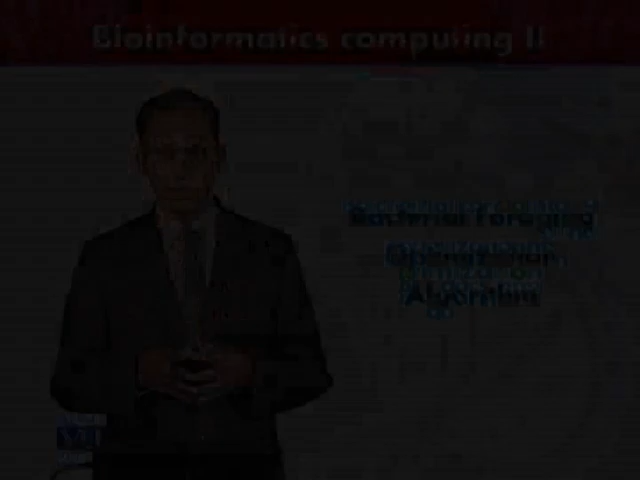 Bioinformatics computing II
Bacterial Foraging
Optimization
Algorithm